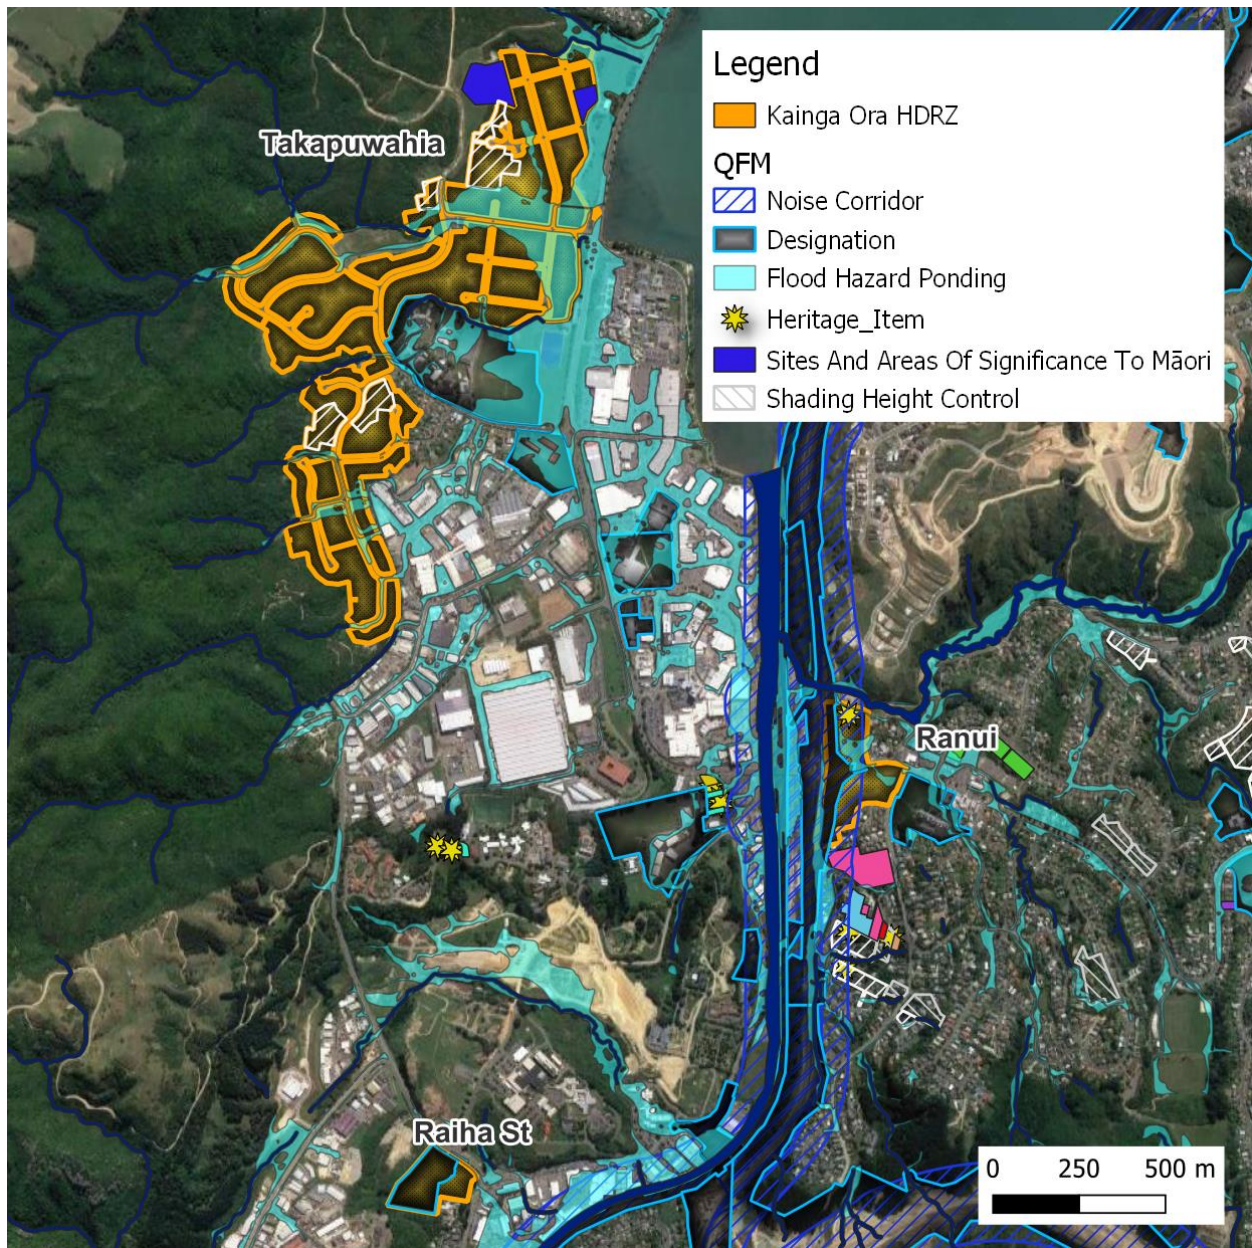 Takapuwahia
Legend
Kainga Ora HDRZ
QFM
Noise Corridor
Designation
Flood Hazard Ponding
Heritage_Item
Sites And Areas Of Significance To Māori
Shading Height Control
Ranui
Raiha St
0 250 500 m